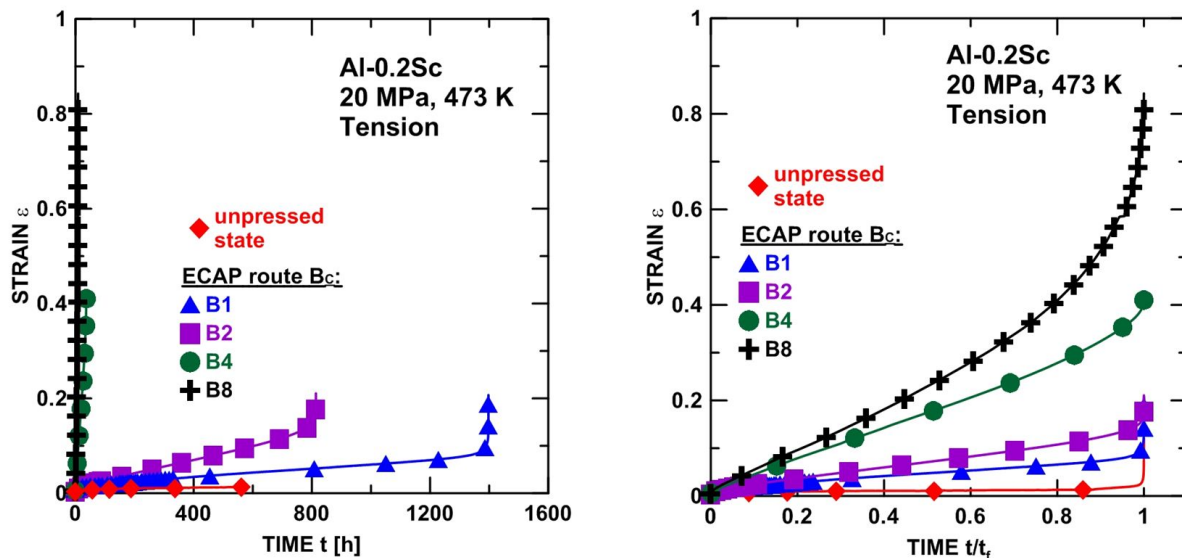 1
0.8
0.6
0.4
0.2
0
STRAIN ε
Al-0.2Sc
20 MPa, 473 K
Tension
unpressed
state
ECAP route Bc:
B1
B2
B4
B8
0 400 800 1200 1600
TIME t [h]
1
0.8
0.6
0.4
0.2
0
STRAIN ε
Al-0.2Sc
20 MPa, 473 K
Tension
unpressed
state
ECAP route Bc:
B1
B2
B4
B8
0 0.2 0.4 0.6 0.8 1
TIME t/tf